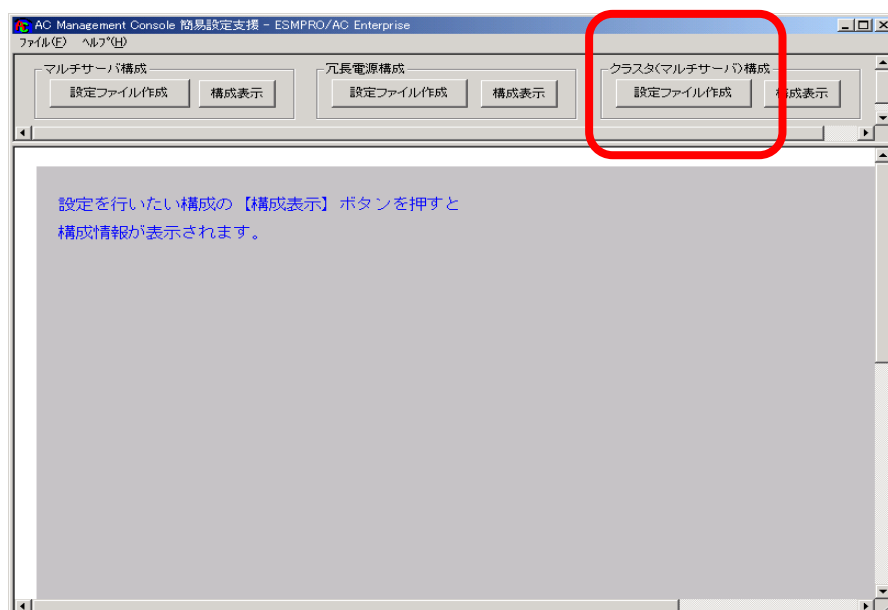 AC Management Console 簡易設定支援 - ESMPRO/AC Enterprise
ファイル(F) ヘルプ(H)
マルチサーバ構成 冗長電源構成 クラスタ(マルチサーバ)構成
設定ファイル作成 構成表示 設定ファイル作成 構成表示 設定ファイル作成 構成表示
設定を行いたい構成の【構成表示】ボタンを押すと
構成情報が表示されます。